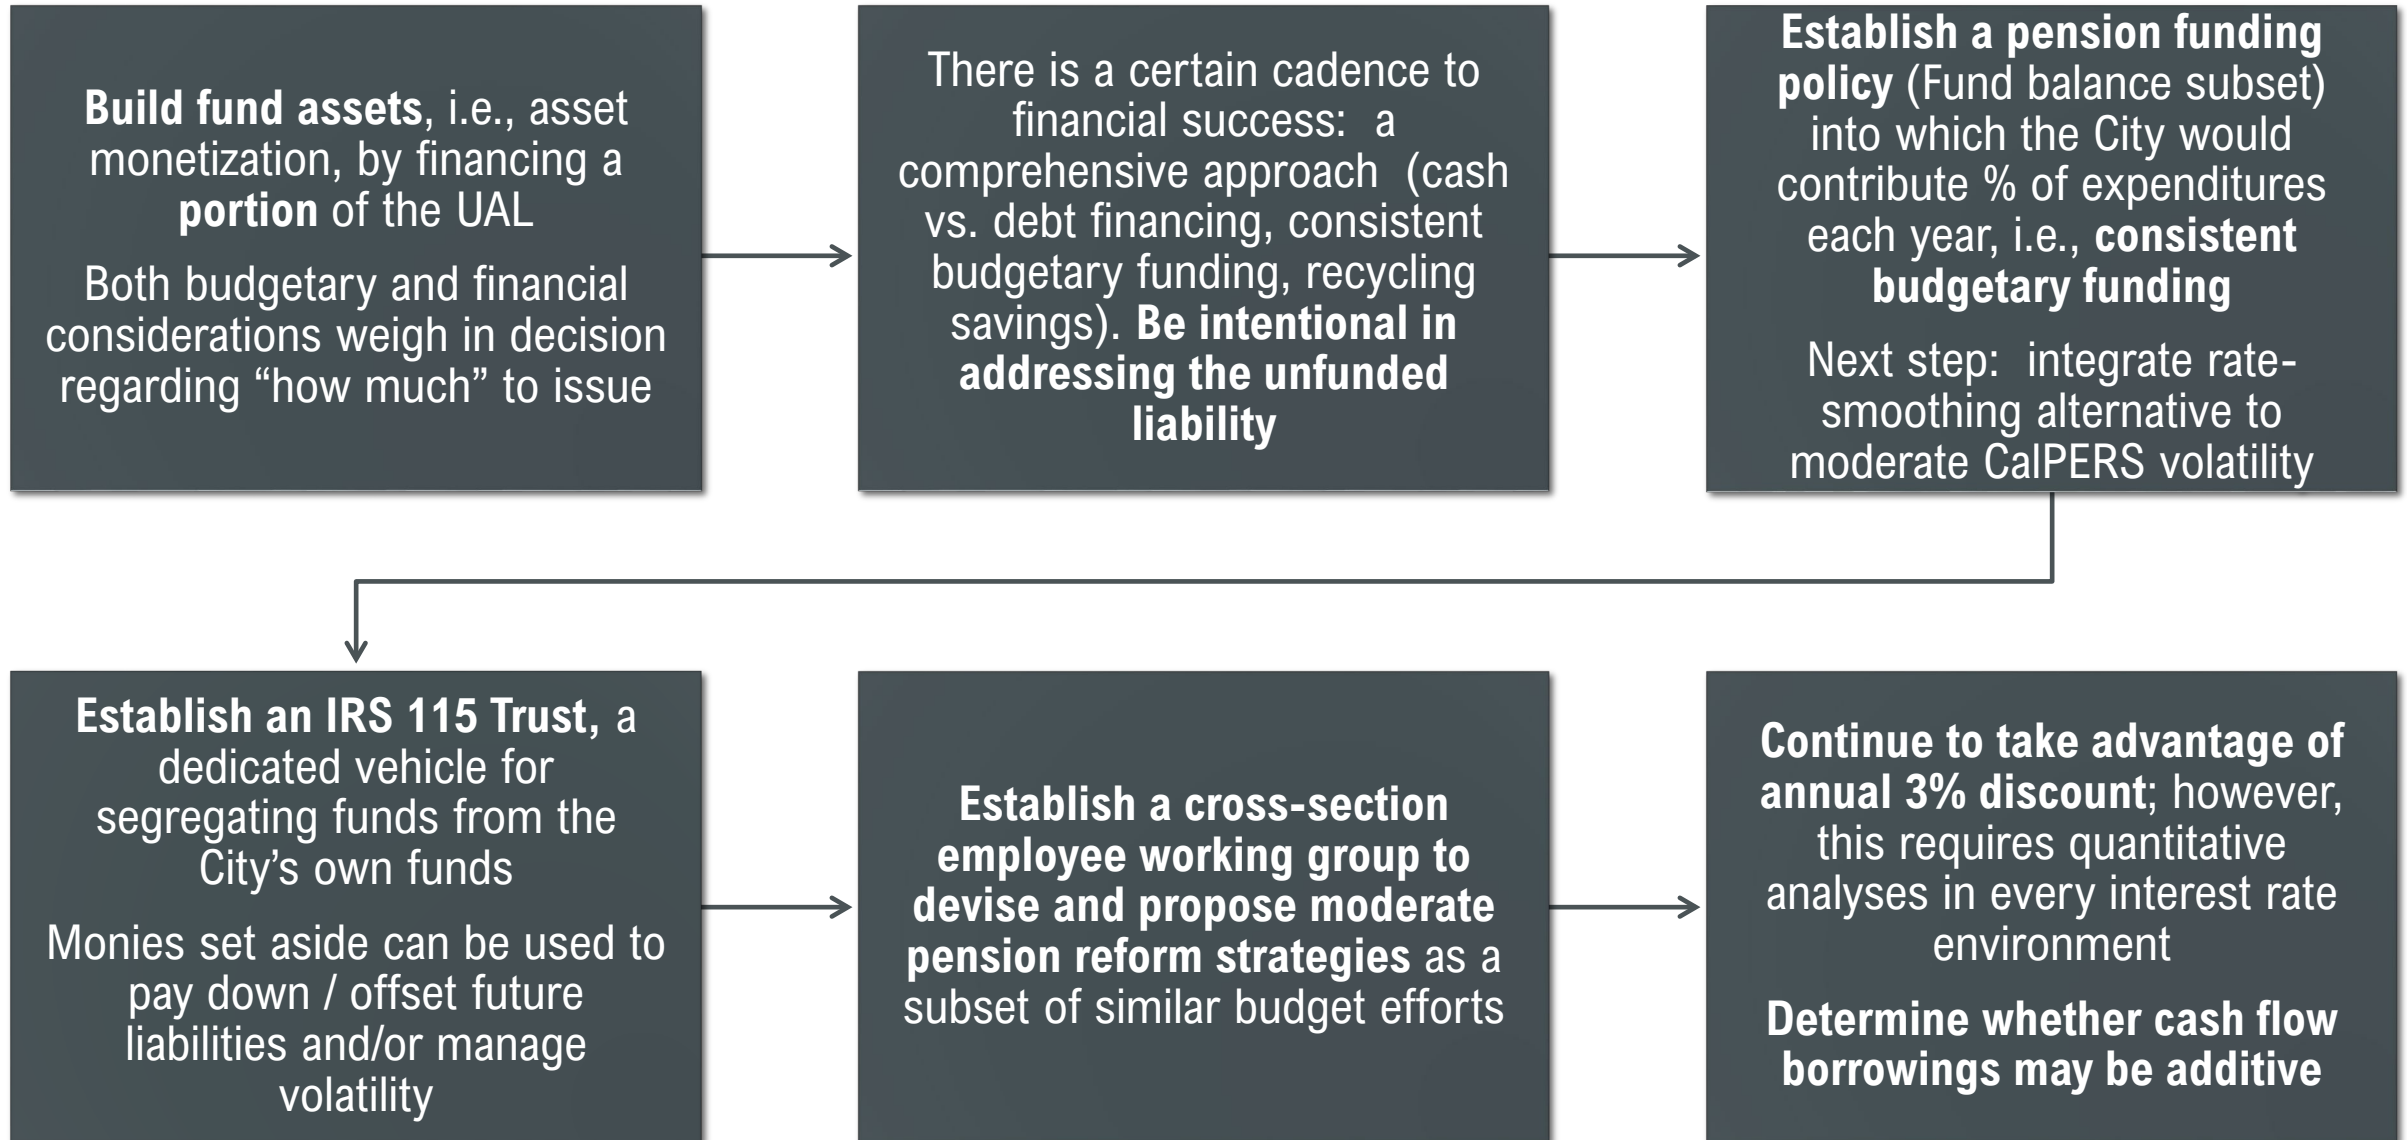 Build fund assets, i.e., asset
monetization, by financing a
portion of the UAL
Both budgetary and financial
considerations weigh in decision
regarding “how much” to issue
There is a certain cadence to
financial success:  a
comprehensive approach  (cash
vs. debt financing, consistent
budgetary funding, recycling
savings). Be intentional in
addressing the unfunded
liability
Establish a pension funding
policy (Fund balance subset)
into which the City would
contribute % of expenditures
each year, i.e., consistent
budgetary funding
Next step:  integrate rate-
smoothing alternative to
moderate CalPERS volatility
Establish an IRS 115 Trust, a
dedicated vehicle for
segregating funds from the
City’s own funds
Monies set aside can be used to
pay down / offset future
liabilities and/or manage
volatility
Establish a cross-section
employee working group to
devise and propose moderate
pension reform strategies as a
subset of similar budget efforts
Continue to take advantage of
annual 3% discount; however,
this requires quantitative
analyses in every interest rate
environment
Determine whether cash flow
borrowings may be additive